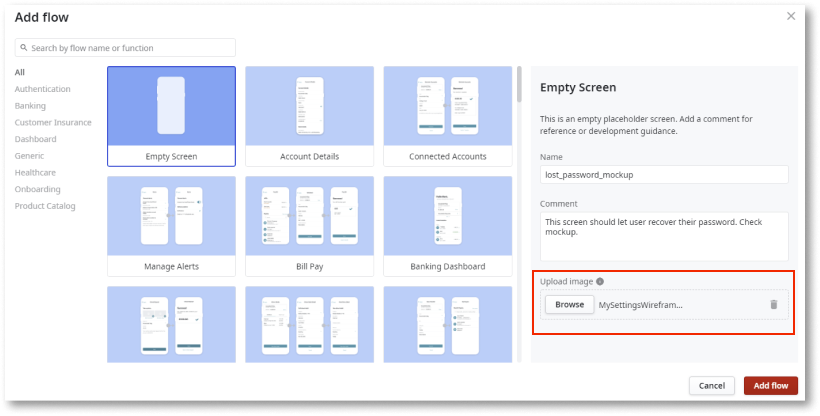 Add flow
Search by flow name or function
All
Authentication
Banking
Customer Insurance
Dashboard
Generic
Healthcare
Onboarding
Product Catalog
Empty Screen
Account Details
Connected Accounts
Manage Alerts
Bill Pay
Banking Dashboard
Empty Screen
This is an empty placeholder screen. Add a comment for
reference or development guidance.
Name
lost_password_mockup
Comment
This screen should let user recover their password. Check
mockup.
Upload image
Browse
MySettingsWirefram...
Cancel
Add flow